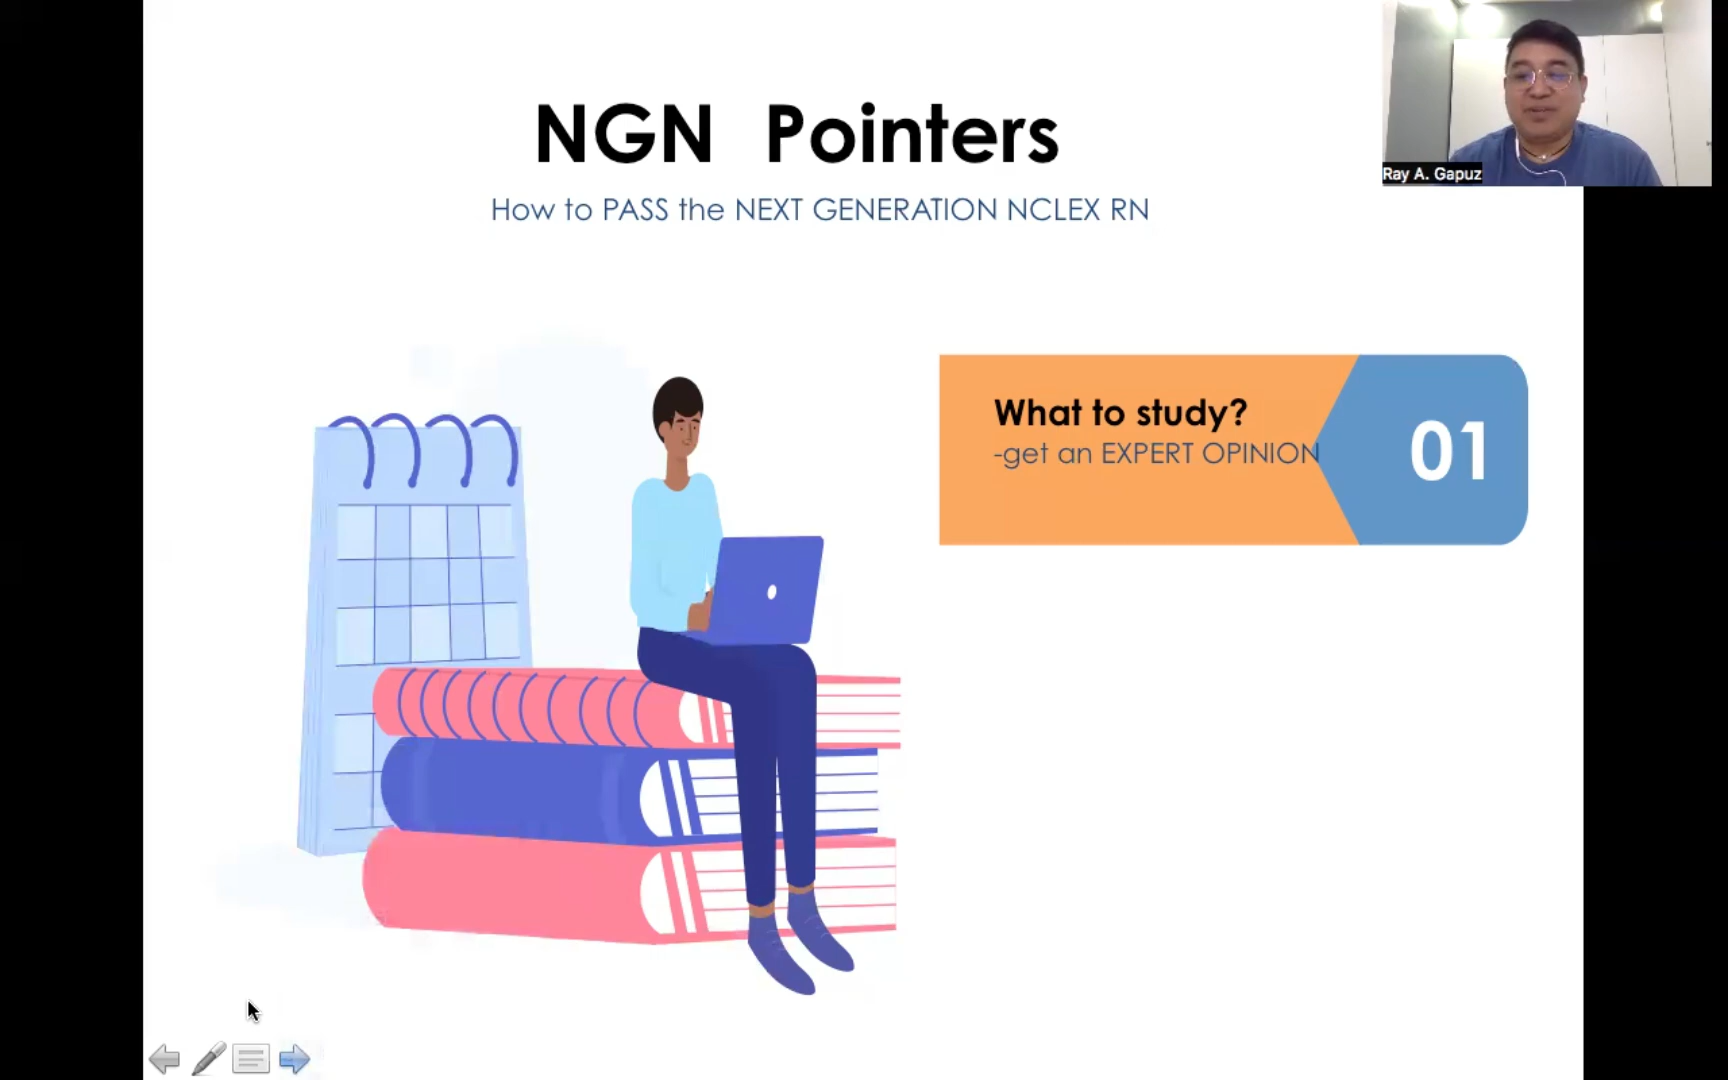 NGN Pointers
How to PASS the NEXT GENERATION NCLEX RN
Ray A. Gapuz
What to study?
-get an EXPERT OPINION
01